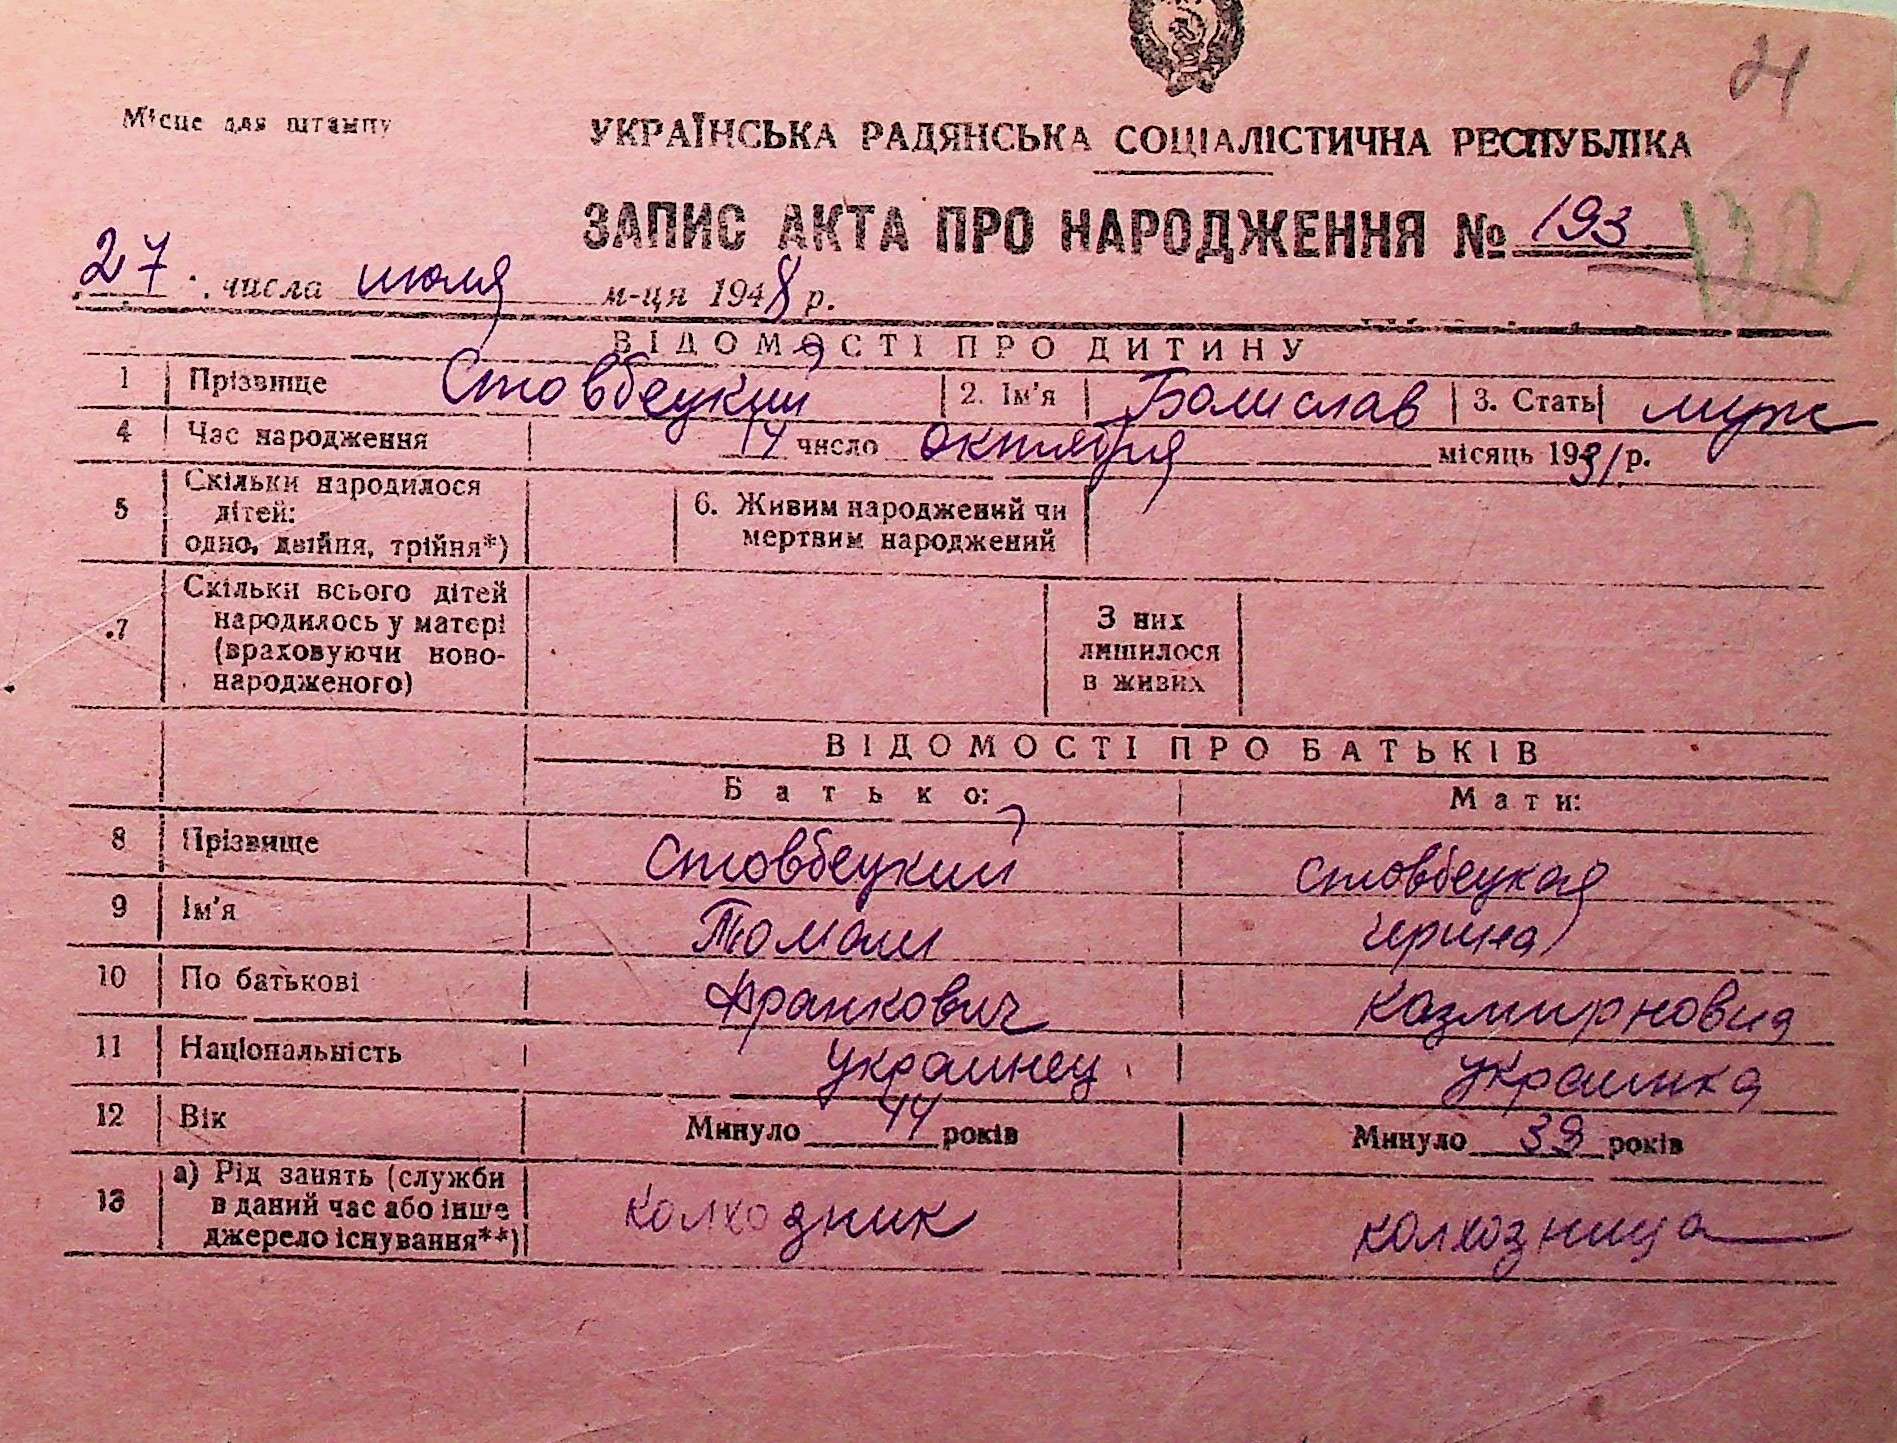 Місце для штампу
УКРАЇНСЬКА РАДЯНСЬКА СОЦІАЛІСТИЧНА РЕСПУБЛІКА
ЗАПИС АКТА ПРО НАРОДЖЕННЯ № 193
132
27 числа июля м-ця 1948 р.
ВІДОМОСТІ ПРО ДИТИНУ
1 Прізвище Стовбецкий 2. Ім'я Болислав 3. Стать муж
4 Час народження 14 число октября місяць 1931 р.
5 Скільки народилося дітей: одно, двійня, трійня*)
6. Живим народжений чи мертвим народжений
7 Скільки всього дітей народилось у матері (враховуючи ново-народженого)
З них лишилося в живих
ВІДОМОСТІ ПРО БАТЬКІВ
Батько: Мати:
8 Прізвище Стовбецкий Стовбецкая
9 Ім'я
10 По батькові Франкович Казмирновна
11 Національність украинец украинка
12 Вік Минуло 44 років Минуло 39 років
13 а) Рід занять (служби в даний час або інше джерело існування**) колхозник колхозница